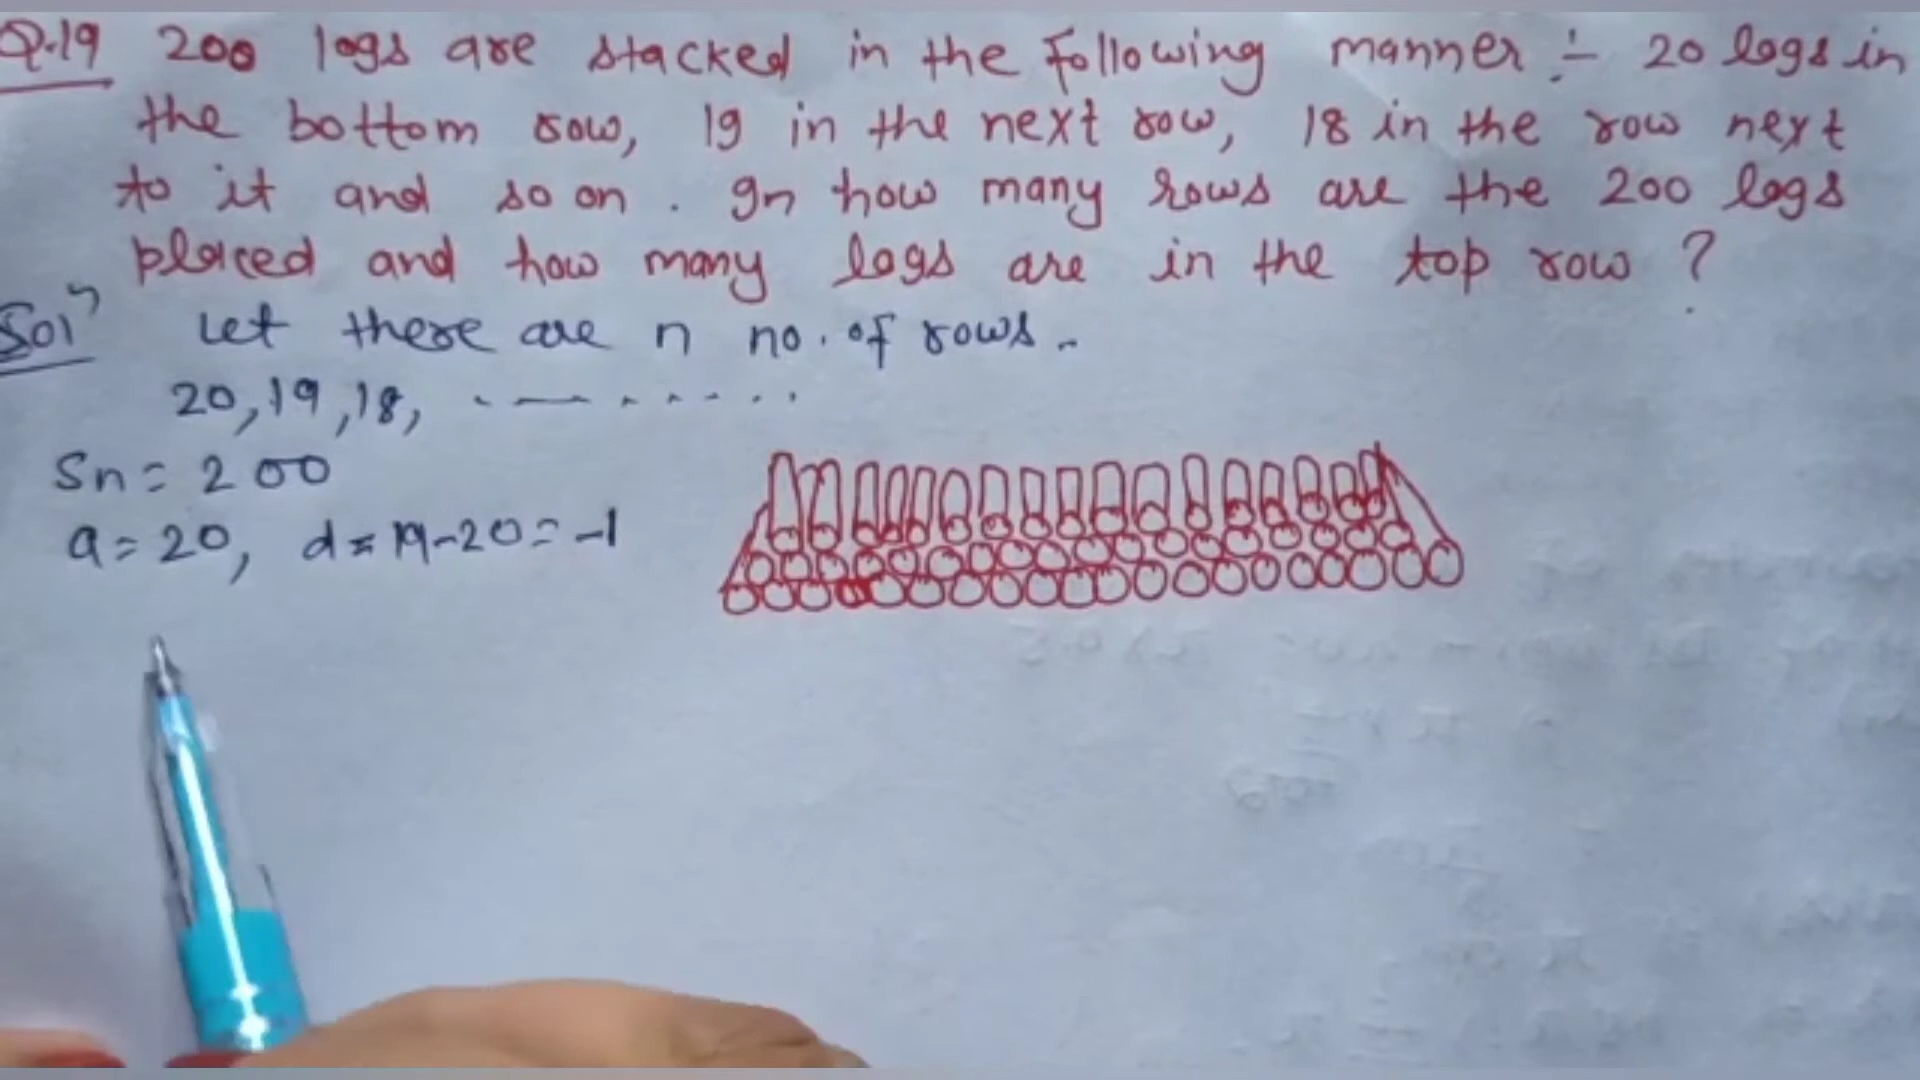 Q.19 200 logs are stacked in the following manner :- 20 logs in
the bottom row, 19 in the next row, 18 in the row next
to it and so on. In how many rows are the 200 logs
placed and how many logs are in the top row ?
Solⁿ Let there are n no. of rows.
20, 19, 18, - — . . . . . . .
Sn = 200
a = 20, d = 19-20 = -1